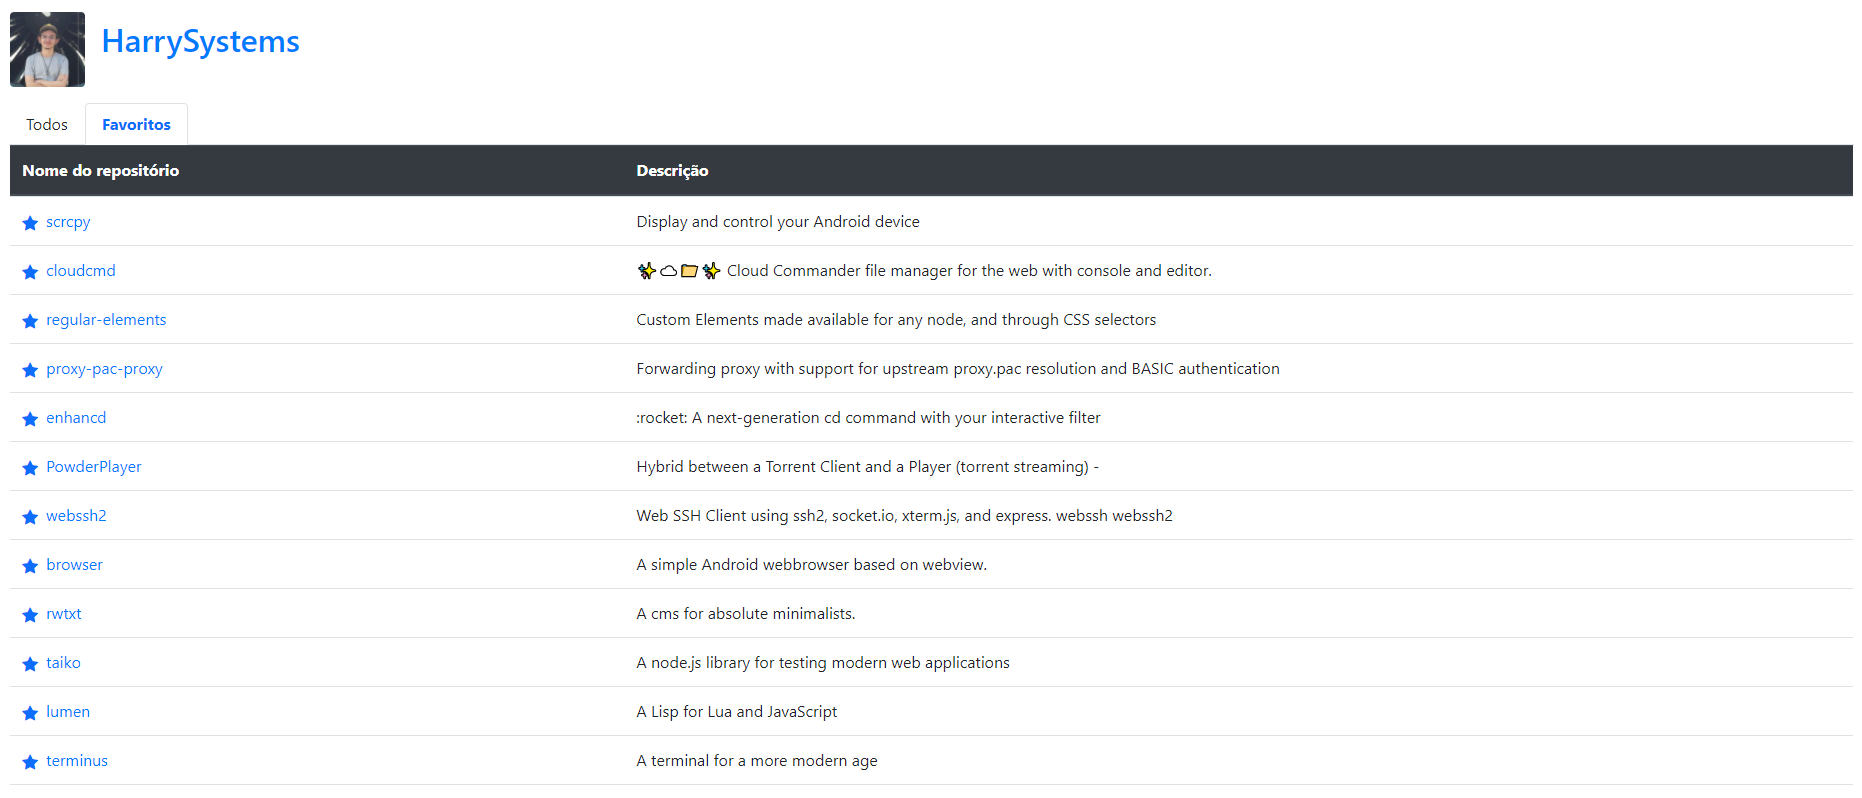 HarrySystems
Todos Favoritos
Nome do repositório Descrição
scrcpy Display and control your Android device
cloudcmd ✨☁️📁✨ Cloud Commander file manager for the web with console and editor.
regular-elements Custom Elements made available for any node, and through CSS selectors
proxy-pac-proxy Forwarding proxy with support for upstream proxy.pac resolution and BASIC authentication
enhancd :rocket: A next-generation cd command with your interactive filter
PowderPlayer Hybrid between a Torrent Client and a Player (torrent streaming) -
webssh2 Web SSH Client using ssh2, socket.io, xterm.js, and express. webssh webssh2
browser A simple Android webbrowser based on webview.
rwtxt A cms for absolute minimalists.
taiko A node.js library for testing modern web applications
lumen A Lisp for Lua and JavaScript
terminus A terminal for a more modern age